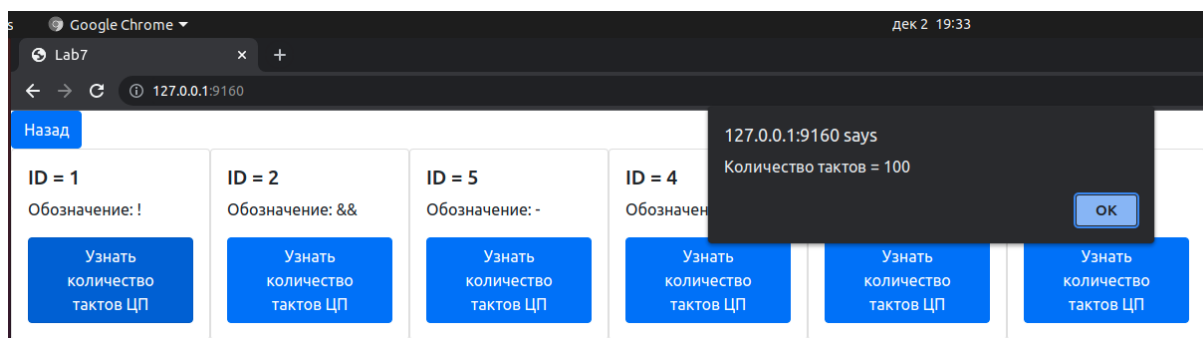 s Google Chrome дек 2 19:33
Lab7 × +
127.0.0.1:9160
Назад
127.0.0.1:9160 says
Количество тактов = 100
OK
ID = 1
Обозначение: !
Узнать
количество
тактов ЦП
ID = 2
Обозначение: &&
Узнать
количество
тактов ЦП
ID = 5
Обозначение: -
Узнать
количество
тактов ЦП
ID = 4
Обозначен
Узнать
количество
тактов ЦП
Узнать
количество
тактов ЦП
Узнать
количество
тактов ЦП